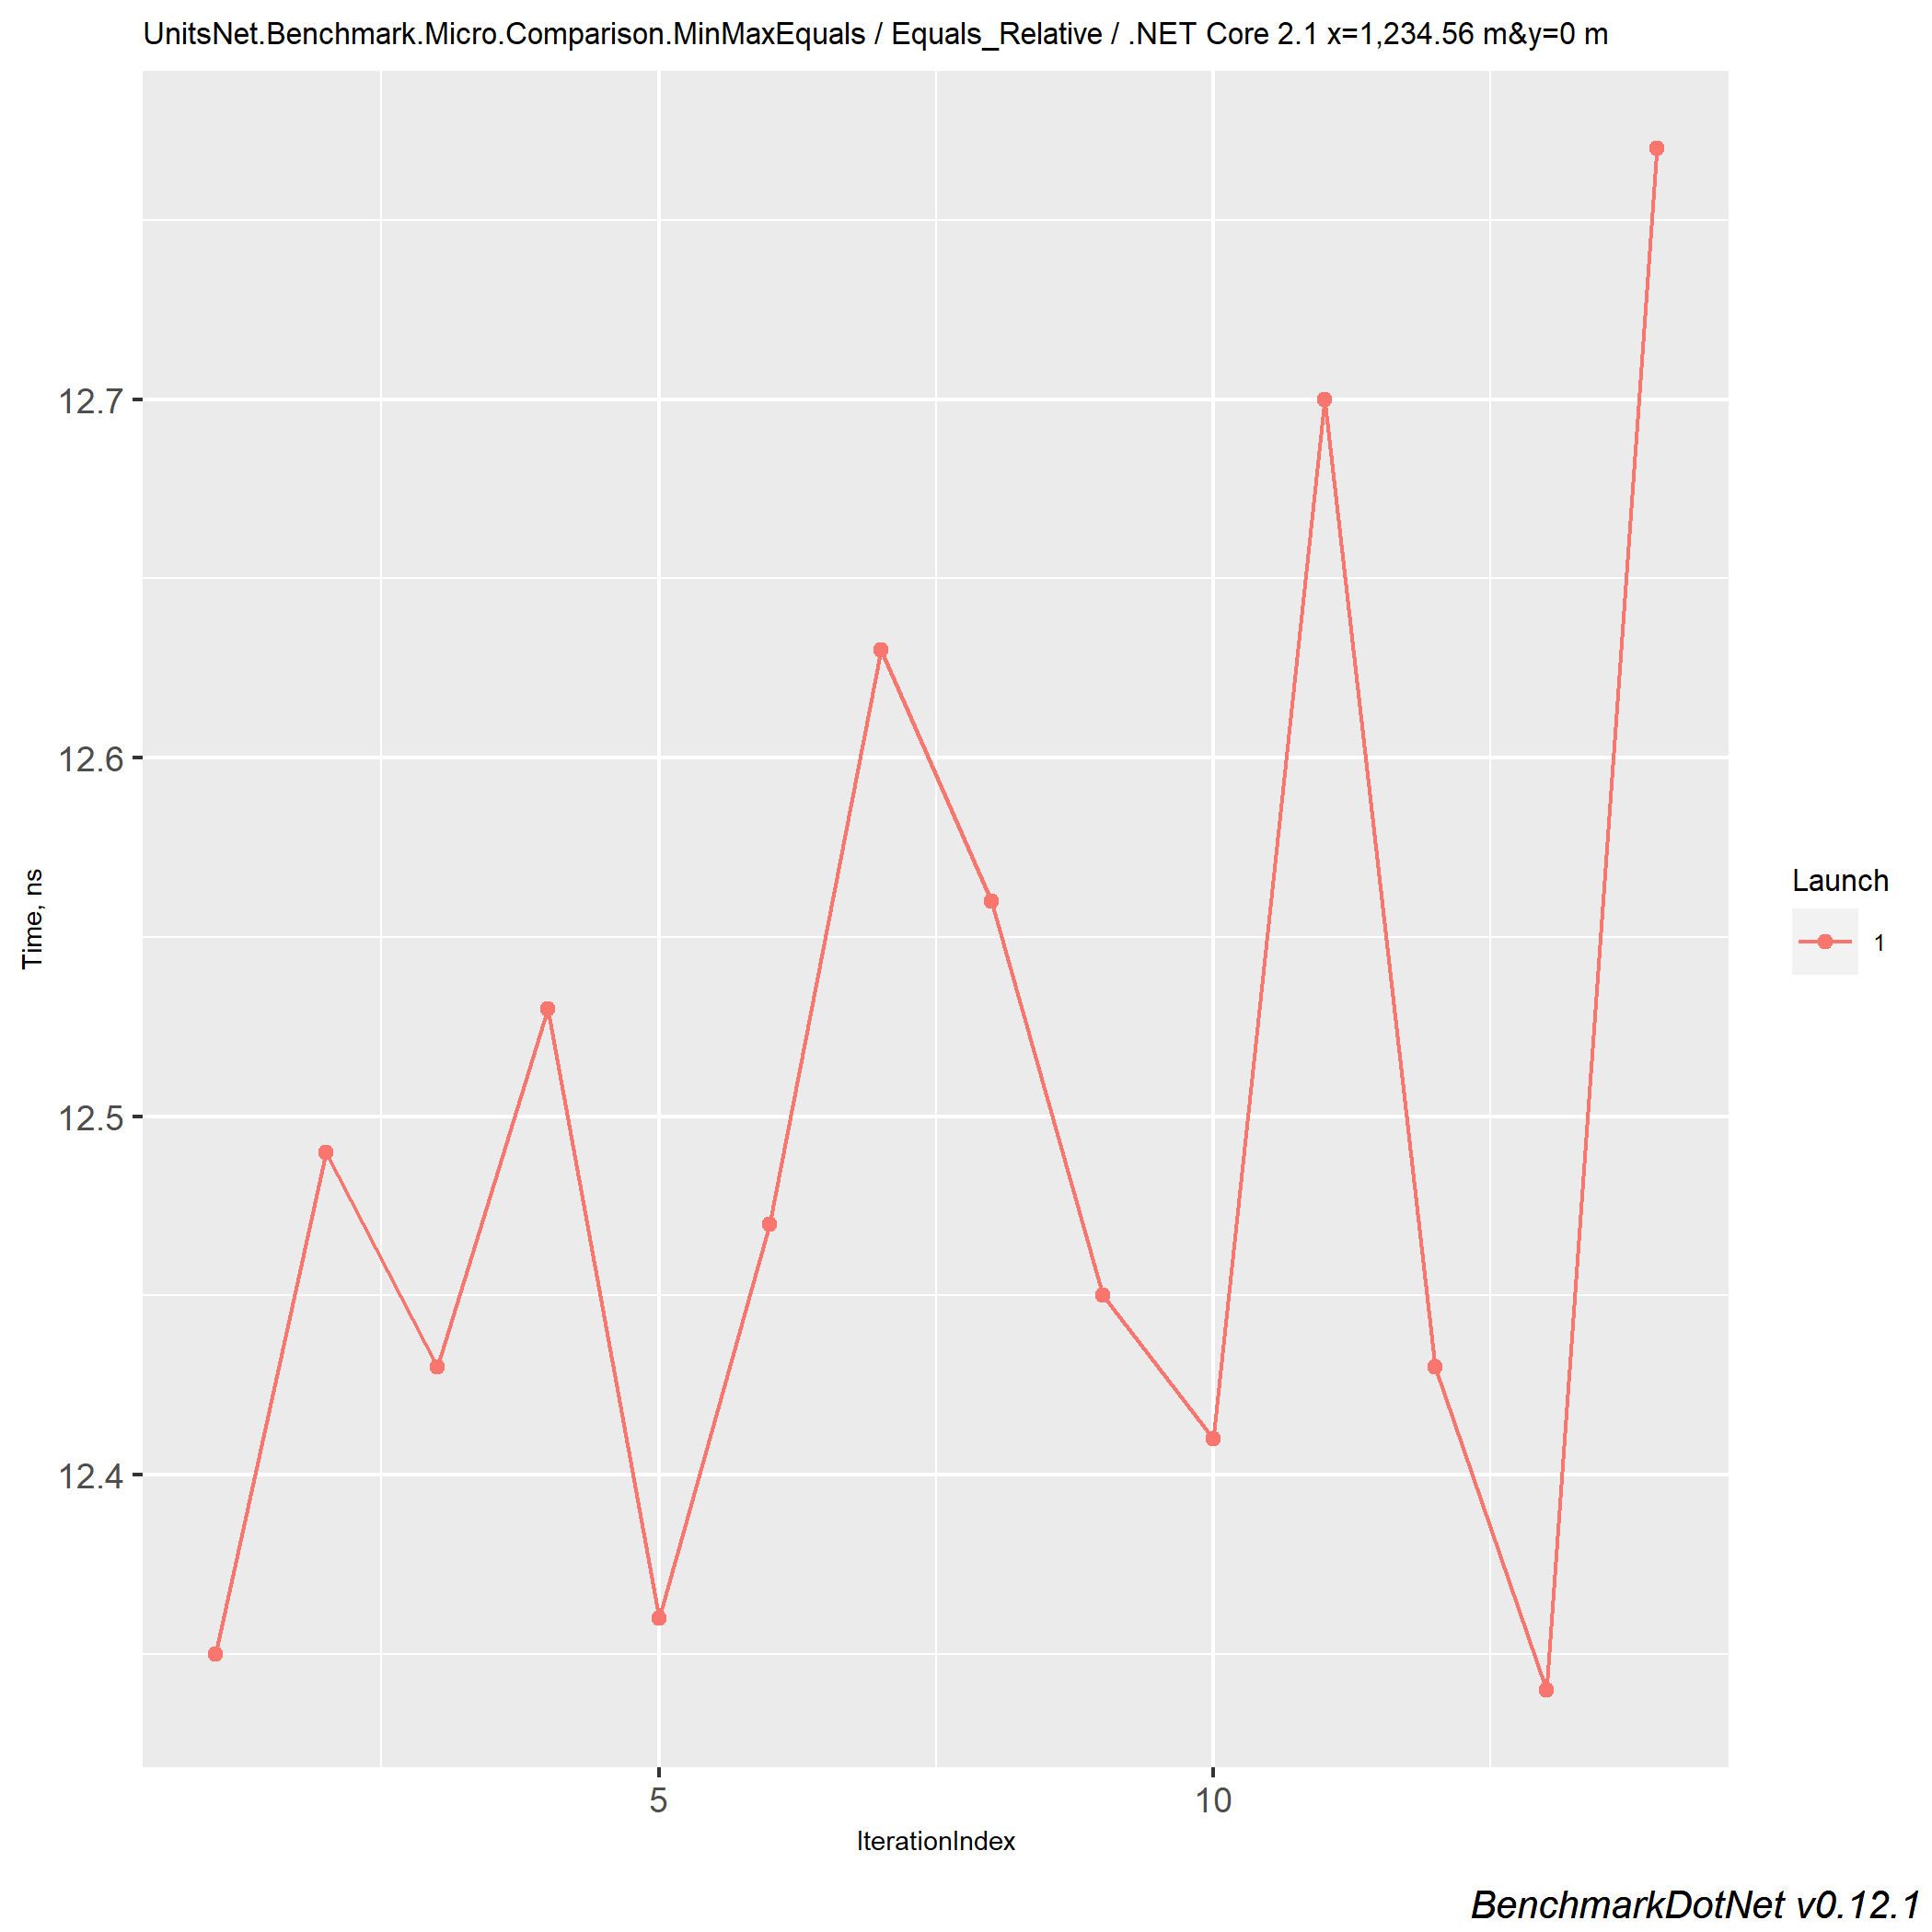 UnitsNet.Benchmark.Micro.Comparison.MinMaxEquals / Equals_Relative / .NET Core 2.1 x=1,234.56 m&y=0 m
12.7
12.6
12.5
12.4
Time, ns
5
10
IterationIndex
Launch
1
BenchmarkDotNet v0.12.1